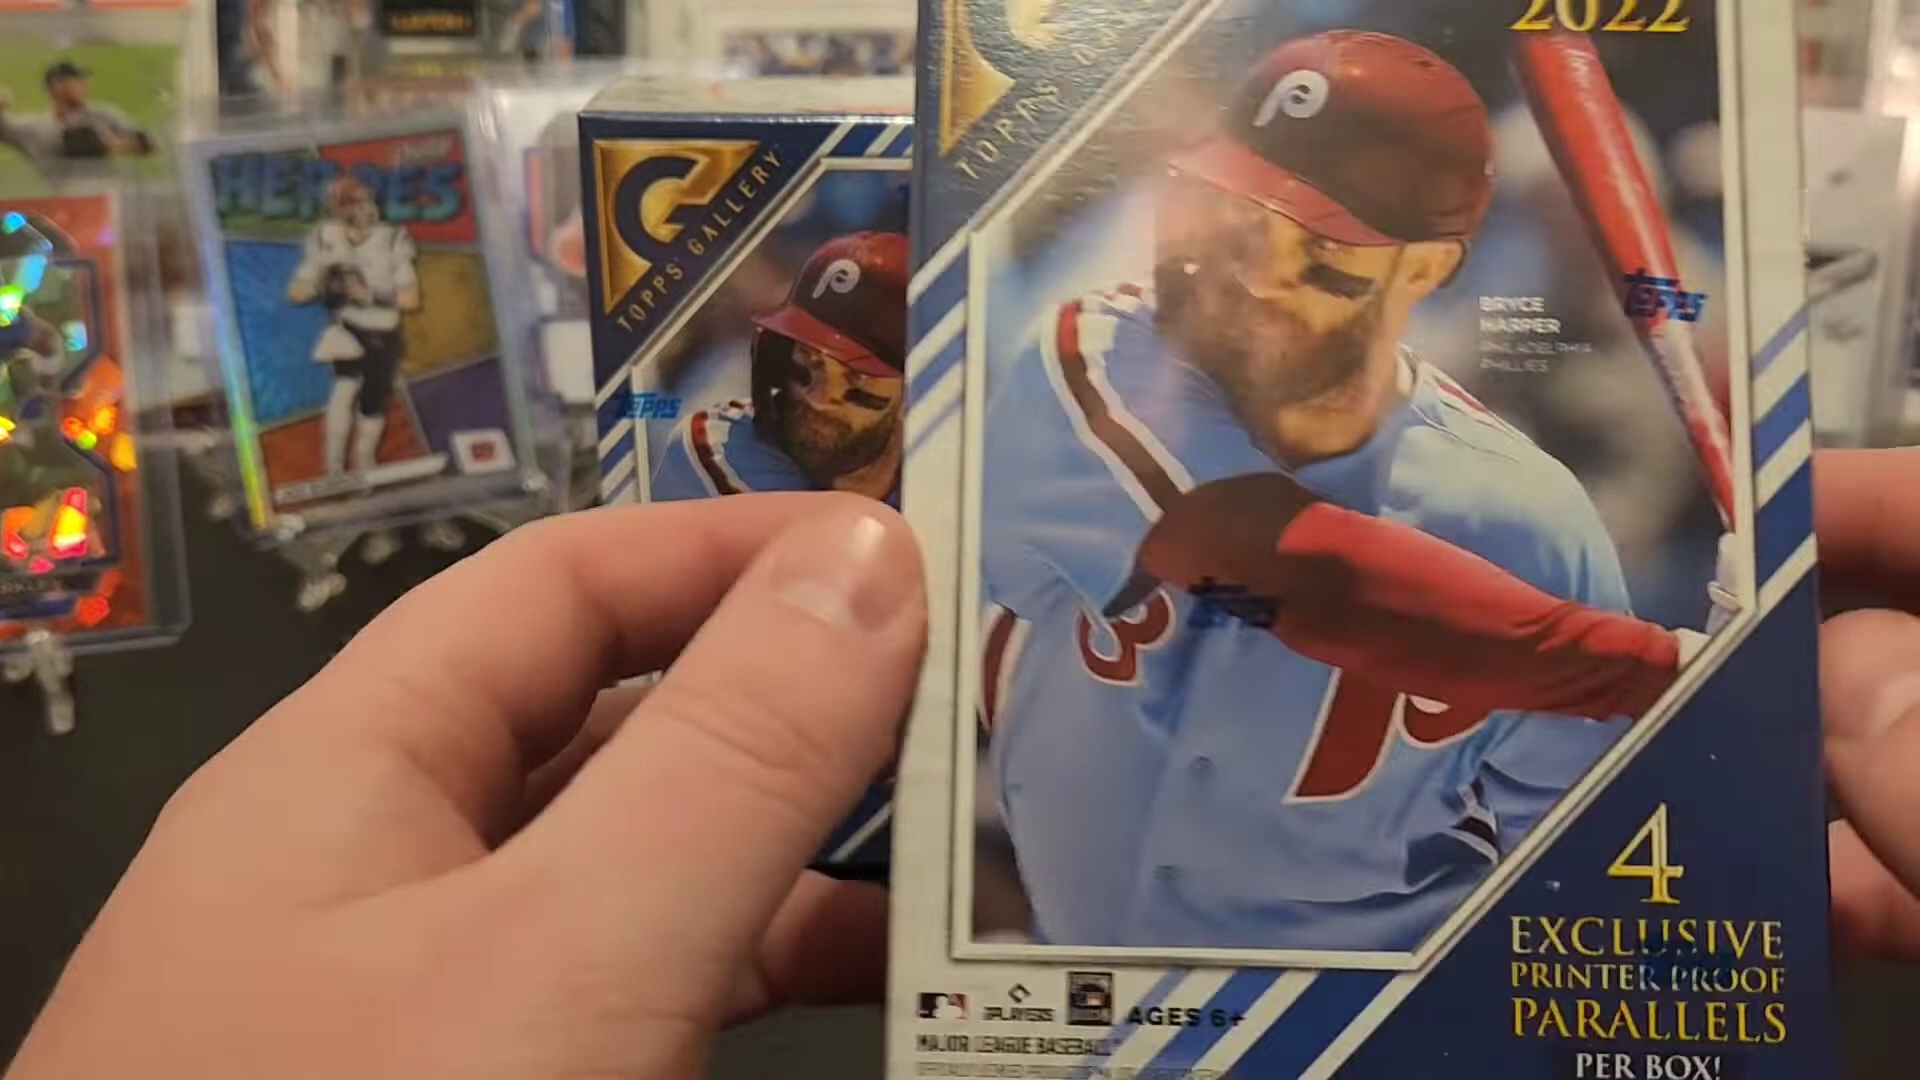 2022
TOPPS
HEROES
TOPPS GALLERY
BRYCE
HARPER
PHILADELPHIA
PHILLIES
topps
topps
4
EXCLUSIVE
PRINTER PROOF
PARALLELS
PER BOX!
PLAYERS
AGES 6+
MAJOR LEAGUE BASEBALL